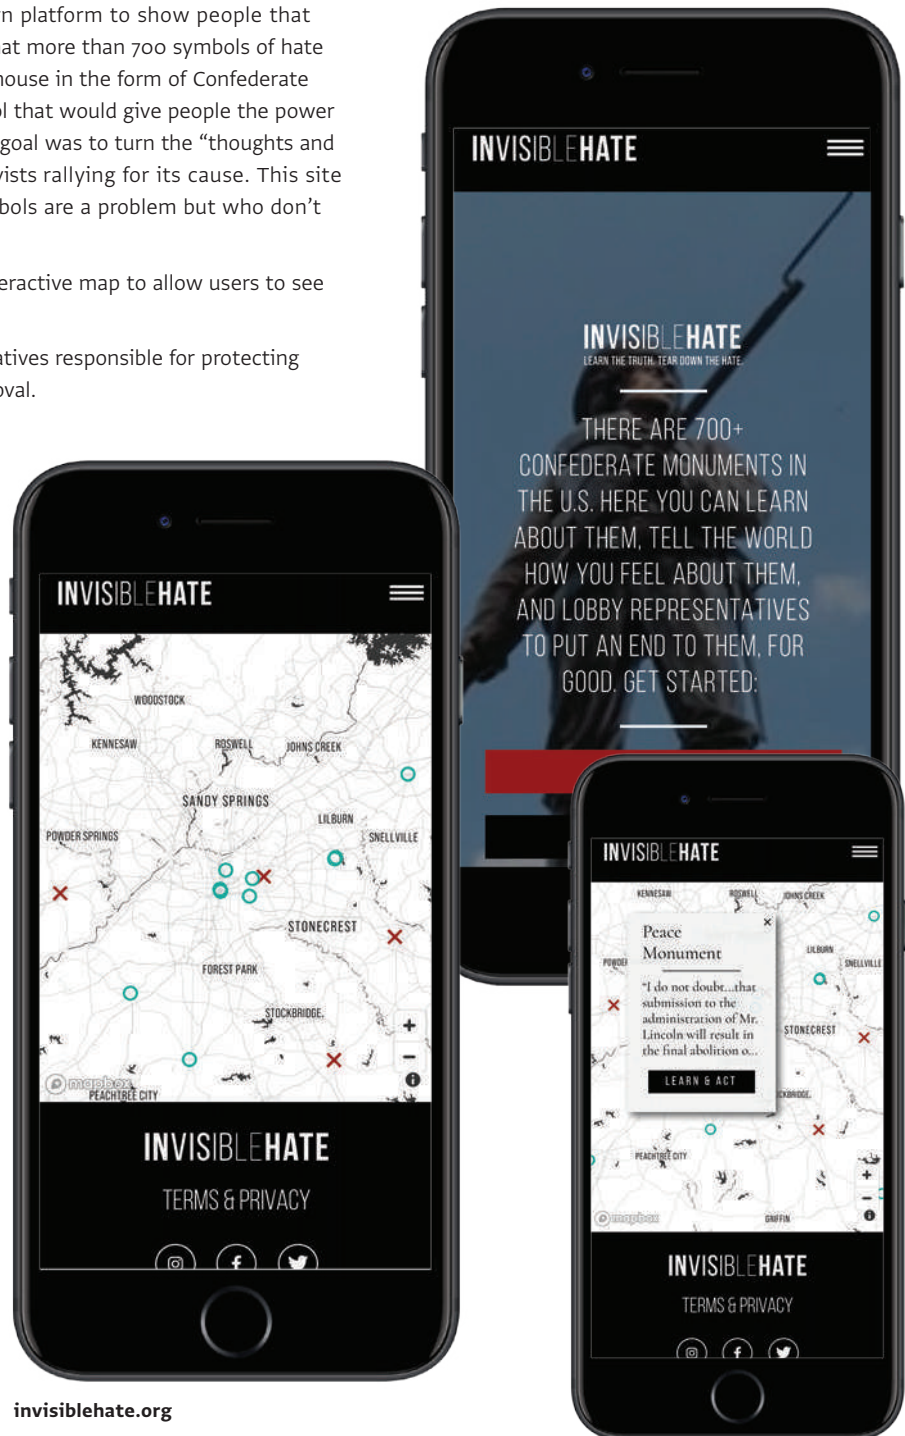 rn platform to show people that
hat more than 700 symbols of hate
house in the form of Confederate
ol that would give people the power
goal was to turn the “thoughts and
vists rallying for its cause. This site
bols are a problem but who don’t
eractive map to allow users to see
atives responsible for protecting
oval.
INVISIBLEHATE
INVISIBLEHATE
LEARN THE TRUTH. TEAR DOWN THE HATE.
THERE ARE 700+
CONFEDERATE MONUMENTS IN
THE U.S. HERE YOU CAN LEARN
ABOUT THEM, TELL THE WORLD
HOW YOU FEEL ABOUT THEM,
AND LOBBY REPRESENTATIVES
TO PUT AN END TO THEM, FOR
GOOD. GET STARTED:
INVISIBLEHATE
WOODSTOCK
KENNESAW
ROSWELL
JOHNS CREEK
SANDY SPRINGS
LILBURN
POWDER SPRINGS
SNELLVILLE
STONECREST
FOREST PARK
STOCKBRIDGE
mapbox
PEACHTREE CITY
INVISIBLEHATE
TERMS & PRIVACY
INVISIBLEHATE
KENNESAW
ROSWELL
JOHNS CREEK
Peace
Monument
“I do not doubt...that
submission to the
administration of Mr.
Lincoln will result in
the final abolition o...
LEARN & ACT
LILBURN
POWDE
SNELLVILLE
STONECREST
CKBRIDGE
PEACHTREE CITY
GRIFFIN
mapbox
INVISIBLEHATE
TERMS & PRIVACY
invisiblehate.org